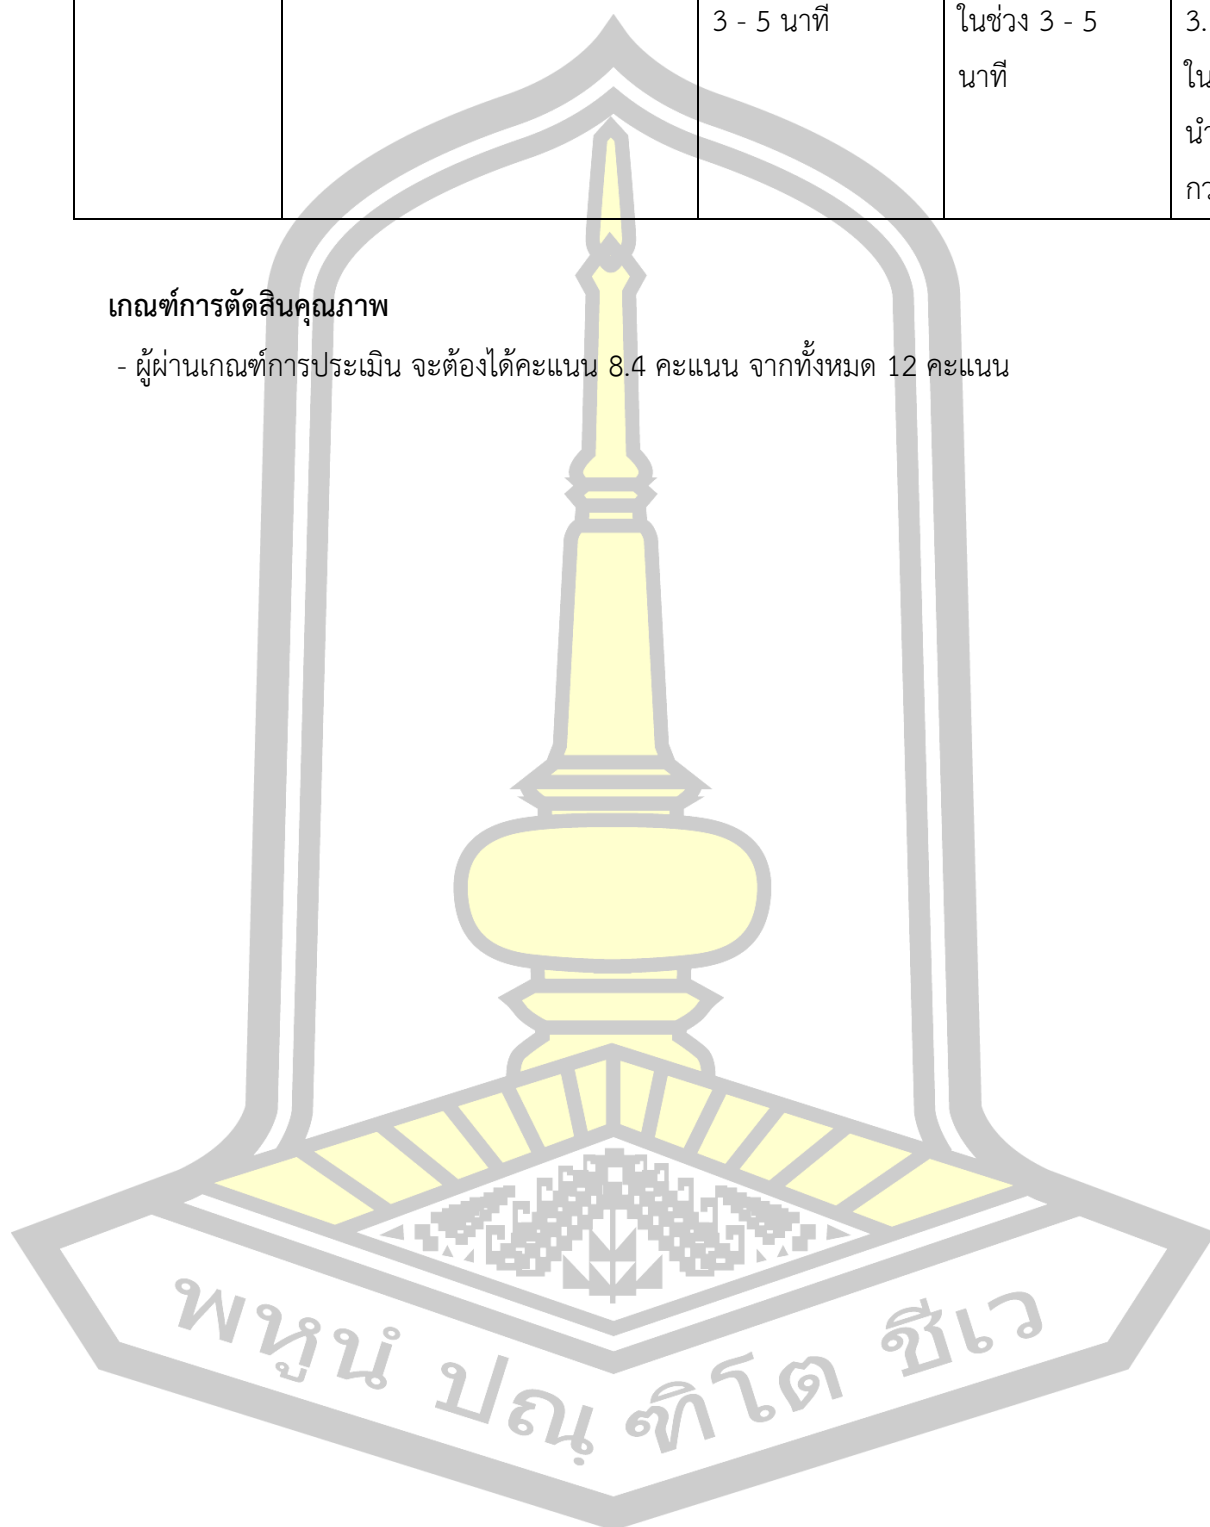 3 - 5 นาที
ในช่วง 3 - 5
นาที
3.
เกณฑ์การตัดสินคุณภาพ
- ผู้ผ่านเกณฑ์การประเมิน จะต้องได้คะแนน 8.4 คะแนน จากทั้งหมด 12 คะแนน
พหูนํ ปณฺฑิโต ชีเว